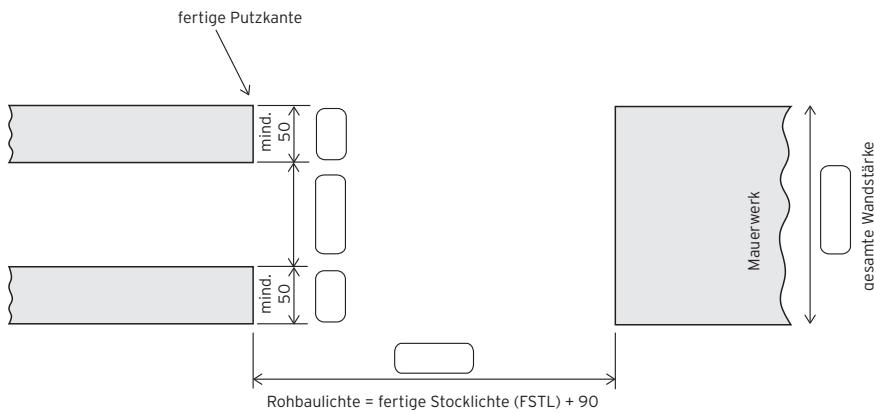 fertige Putzkante
mind.
50
mind.
50
Mauerwerk
gesamte Wandstärke
Rohbaulichte = fertige Stocklichte (FSTL) + 90